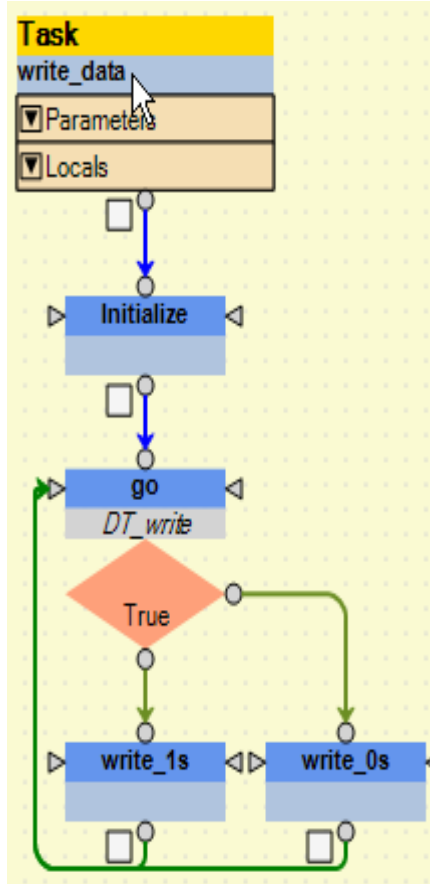 Task
write_data
Parameters
Locals
Initialize
go
DT_write
True
write_1s
write_0s